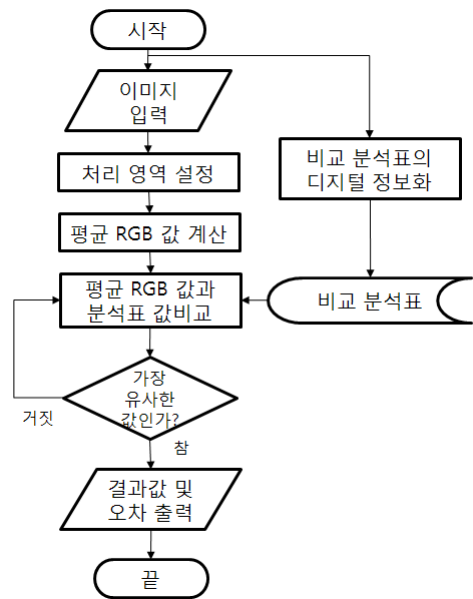 시작
이미지
입력
처리 영역 설정
비교 분석표의
디지털 정보화
평균 RGB 값 계산
평균 RGB 값과
분석표 값비교
비교 분석표
가장
유사한
값인가?
거짓
참
결과값 및
오차 출력
끝